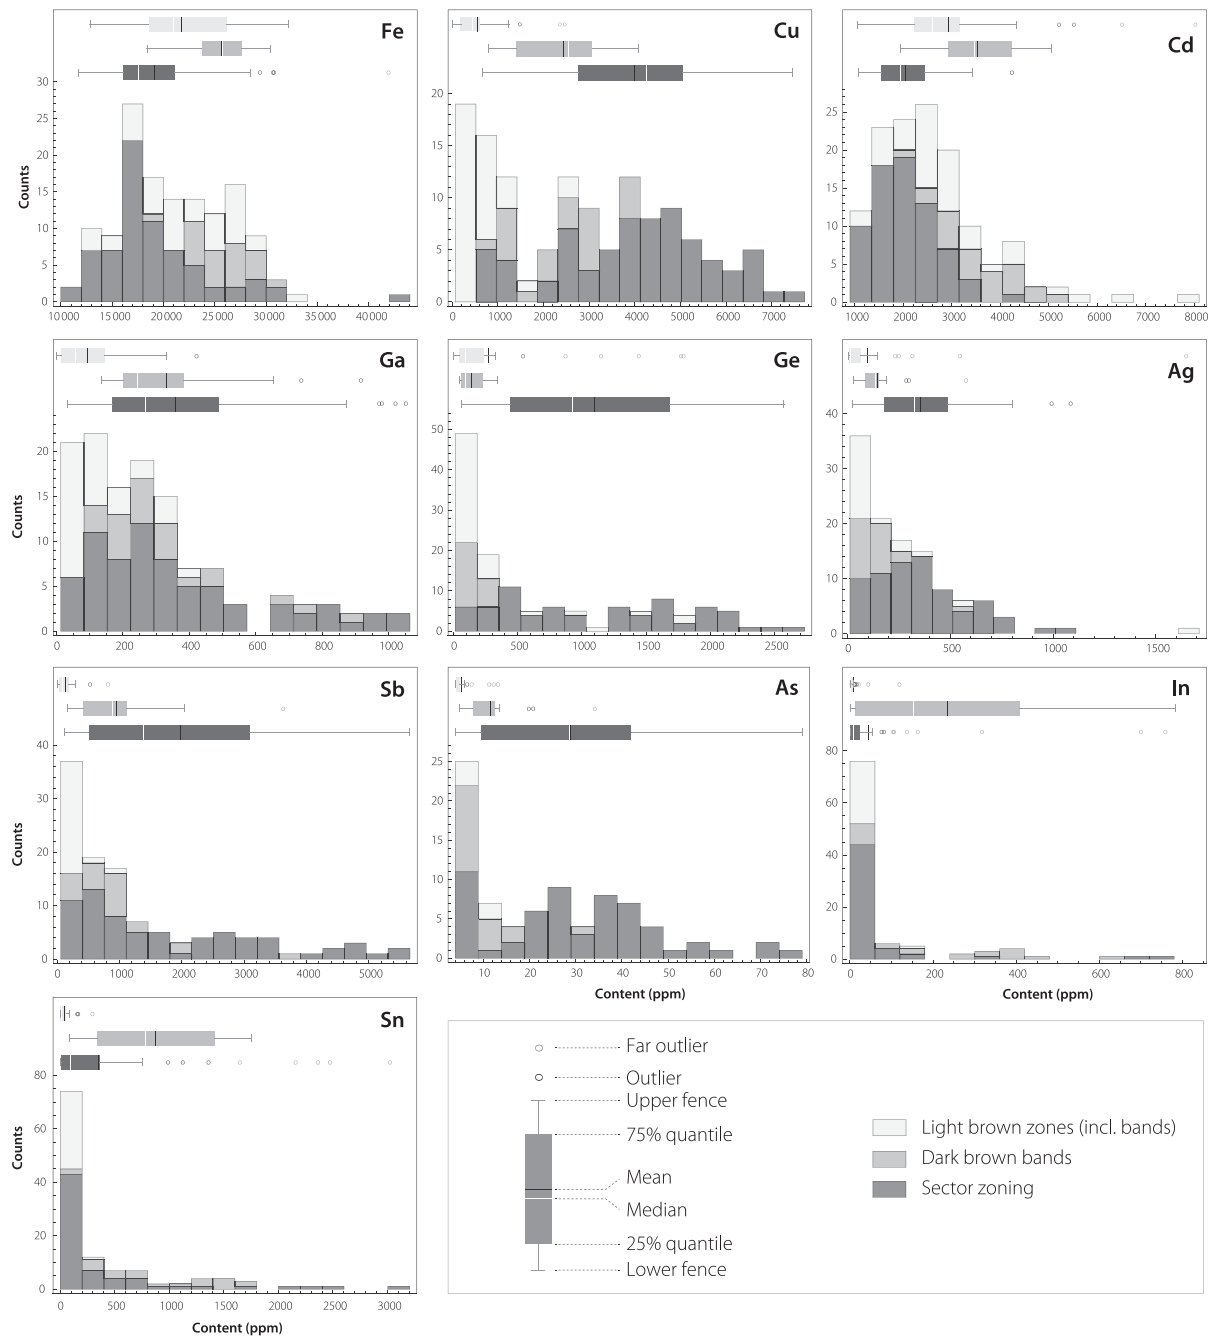 Fe
Cu
Cd
30
25
20
15
10
5
0
Counts
10000 15000 20000 25000 30000 35000 40000
20
15
10
5
0
0 1000 2000 3000 4000 5000 6000 7000
25
20
15
10
5
0
1000 2000 3000 4000 5000 6000 7000 8000
Ga
Ge
Ag
20
15
10
5
0
Counts
0 200 400 600 800 1000
50
40
30
20
10
0
0 500 1000 1500 2000 2500
40
30
20
10
0
0 500 1000 1500
Sb
As
In
40
30
20
10
0
Counts
0 1000 2000 3000 4000 5000
25
20
15
10
5
0
10 20 30 40 50 60 70 80
Content (ppm)
80
60
40
20
0
0 200 400 600 800
Content (ppm)
Sn
80
60
40
20
0
Counts
0 500 1000 1500 2000 2500 3000
Content (ppm)
Far outlier
Outlier
Upper fence
75% quantile
Mean
Median
25% quantile
Lower fence
Light brown zones (incl. bands)
Dark brown bands
Sector zoning